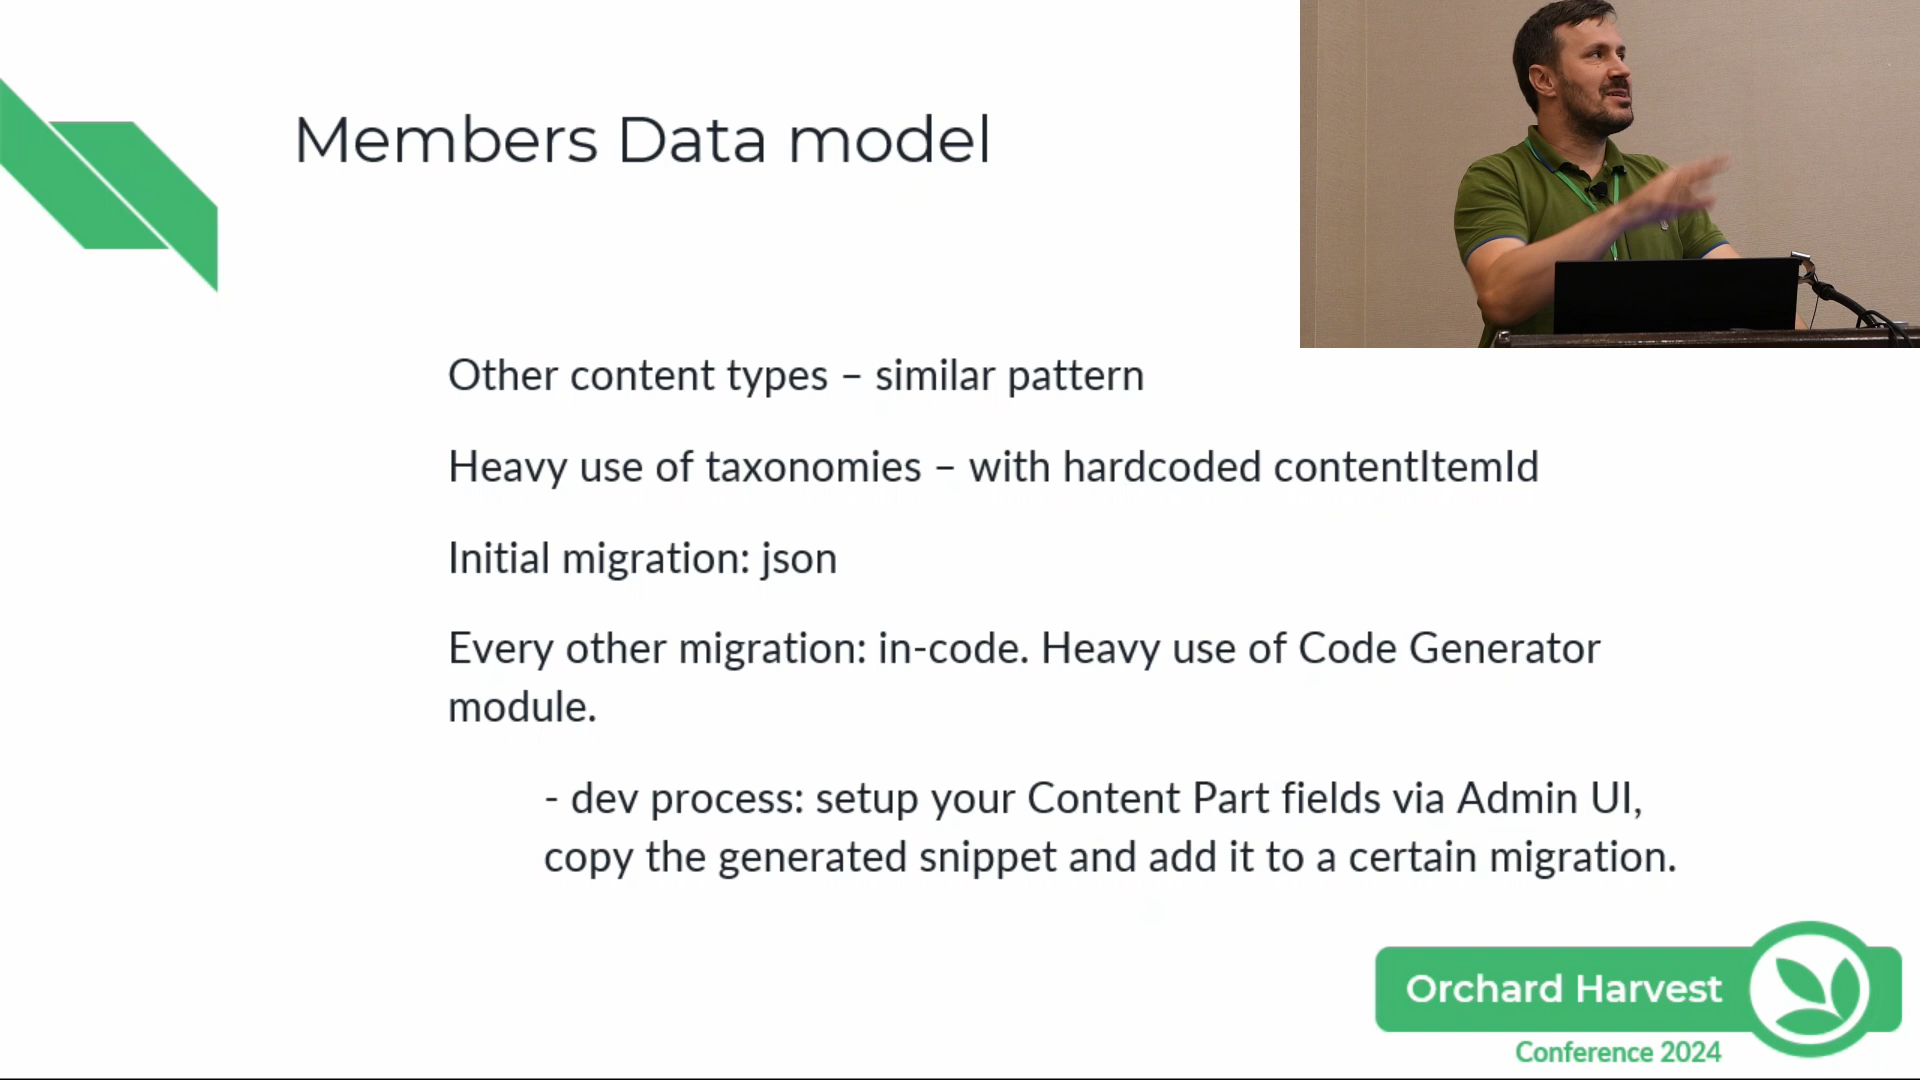 Members Data model
Other content types – similar pattern
Heavy use of taxonomies – with hardcoded contentItemId
Initial migration: json
Every other migration: in-code. Heavy use of Code Generator
module.
- dev process: setup your Content Part fields via Admin UI,
copy the generated snippet and add it to a certain migration.
Orchard Harvest
Conference 2024